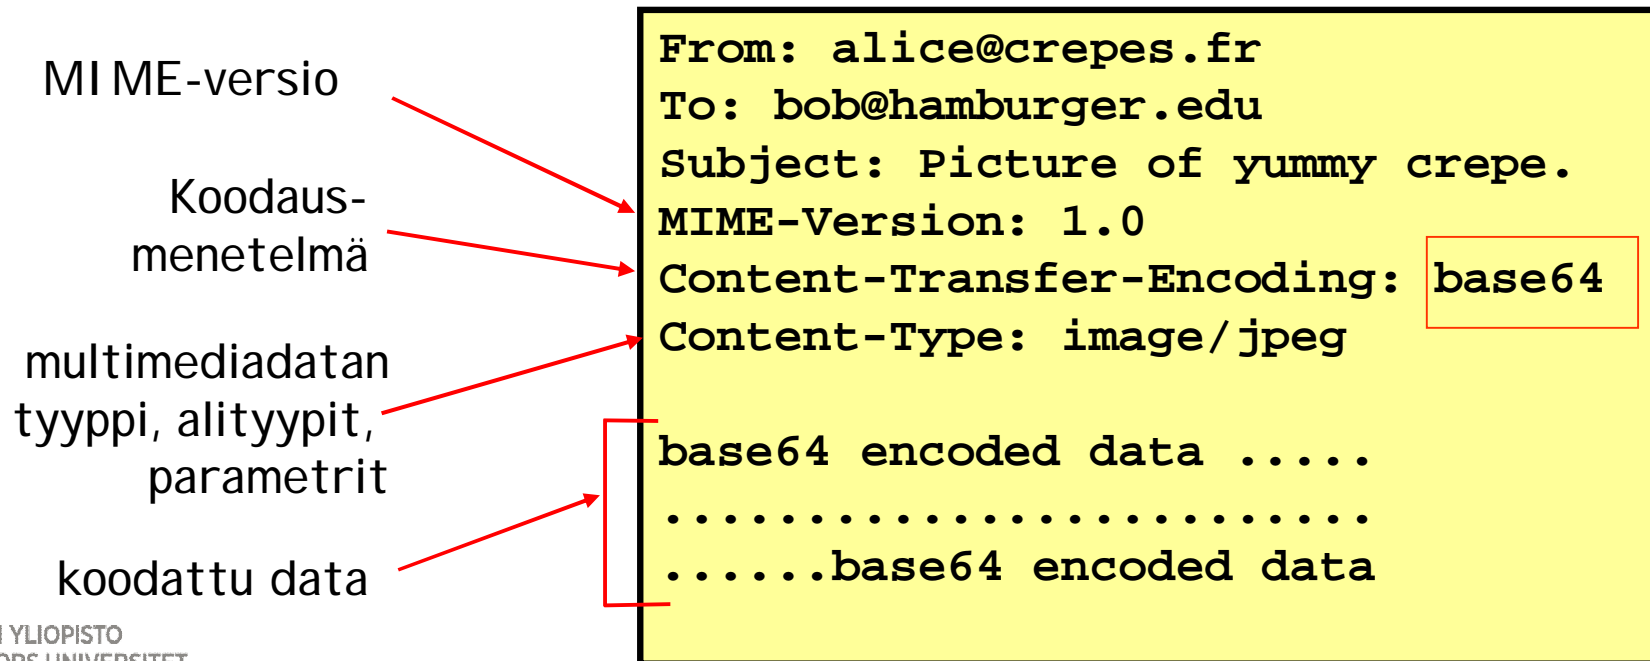 MIME-versio
Koodaus-
menetelmä
multimediadatan
tyyppi, alityypit,
parametrit
koodattu data
From: alice@crepes.fr
To: bob@hamburger.edu
Subject: Picture of yummy crepe.
MIME-Version: 1.0
Content-Transfer-Encoding: base64
Content-Type: image/jpeg
base64 encoded data .....
.........................
......base64 encoded data
YLIOPISTO
UNIVERSITET